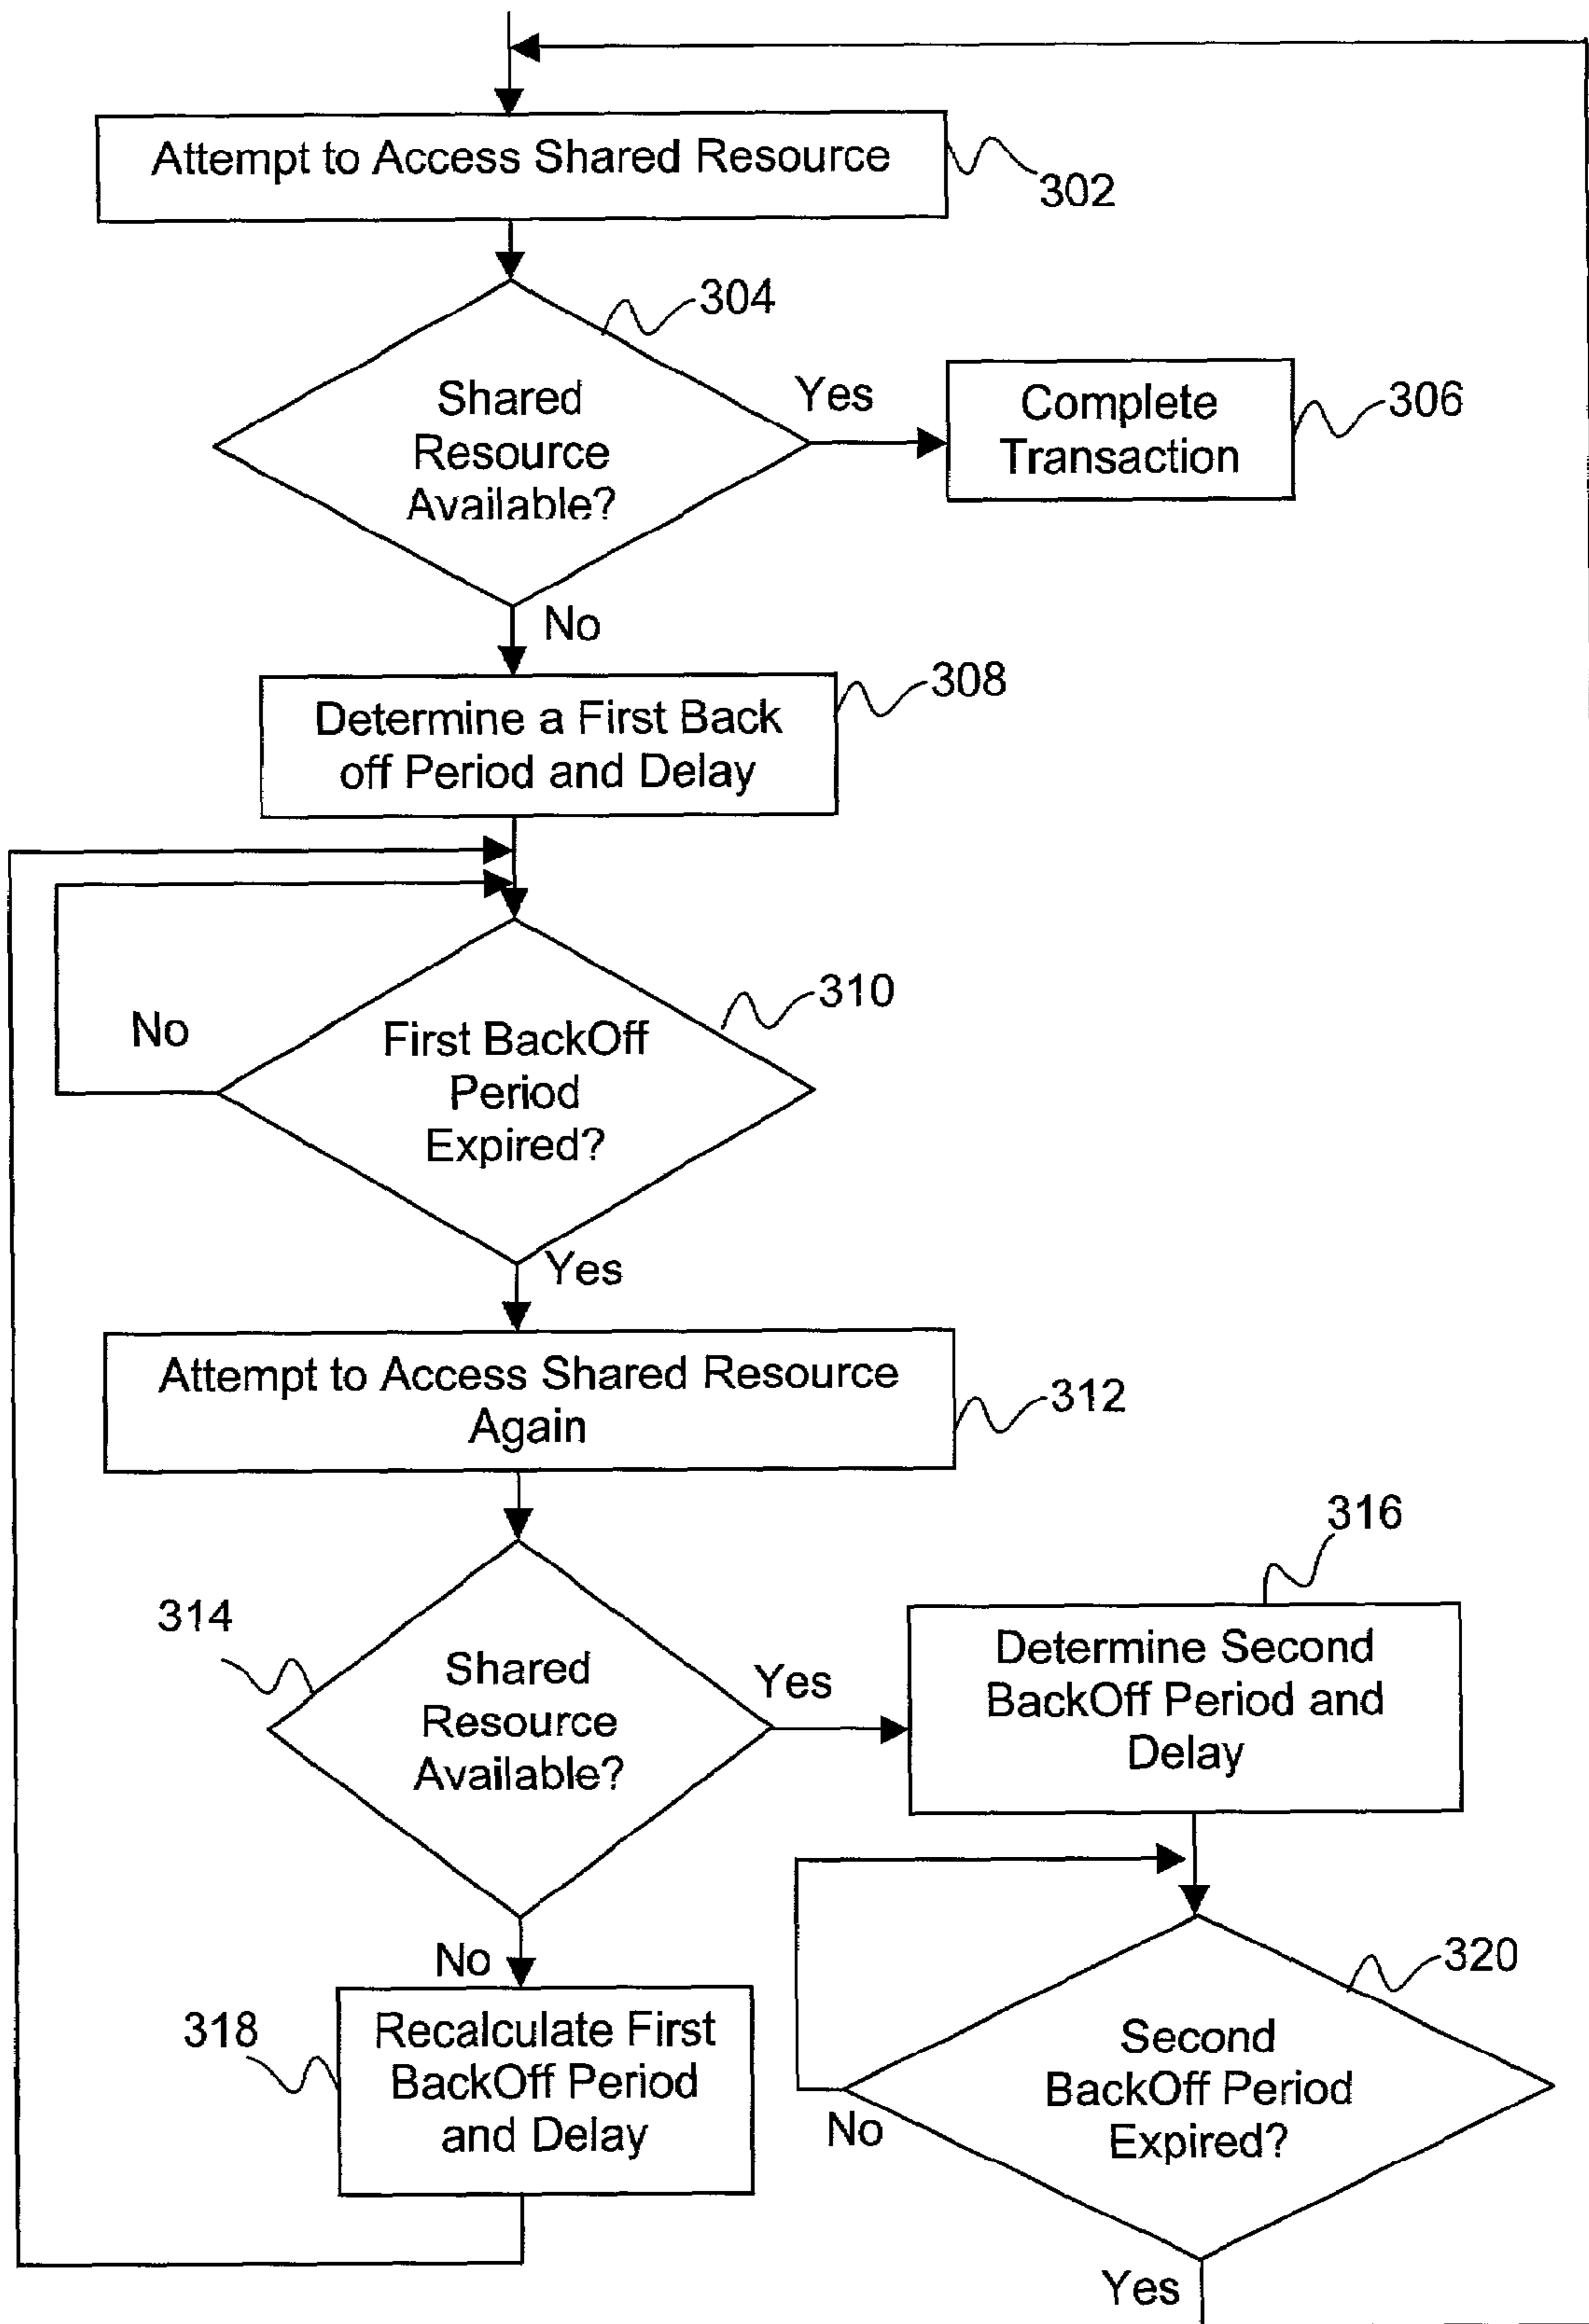 Attempt to Access Shared Resource
302
304
Shared
Resource
Available?
Yes
Complete
Transaction
306
No
308
Determine a First Back
off Period and Delay
310
No
First BackOff
Period
Expired?
Yes
Attempt to Access Shared Resource
Again
312
314
Shared
Resource
Available?
Yes
316
Determine Second
BackOff Period and
Delay
No
318
Recalculate First
BackOff Period
and Delay
320
Second
BackOff Period
Expired?
No
Yes